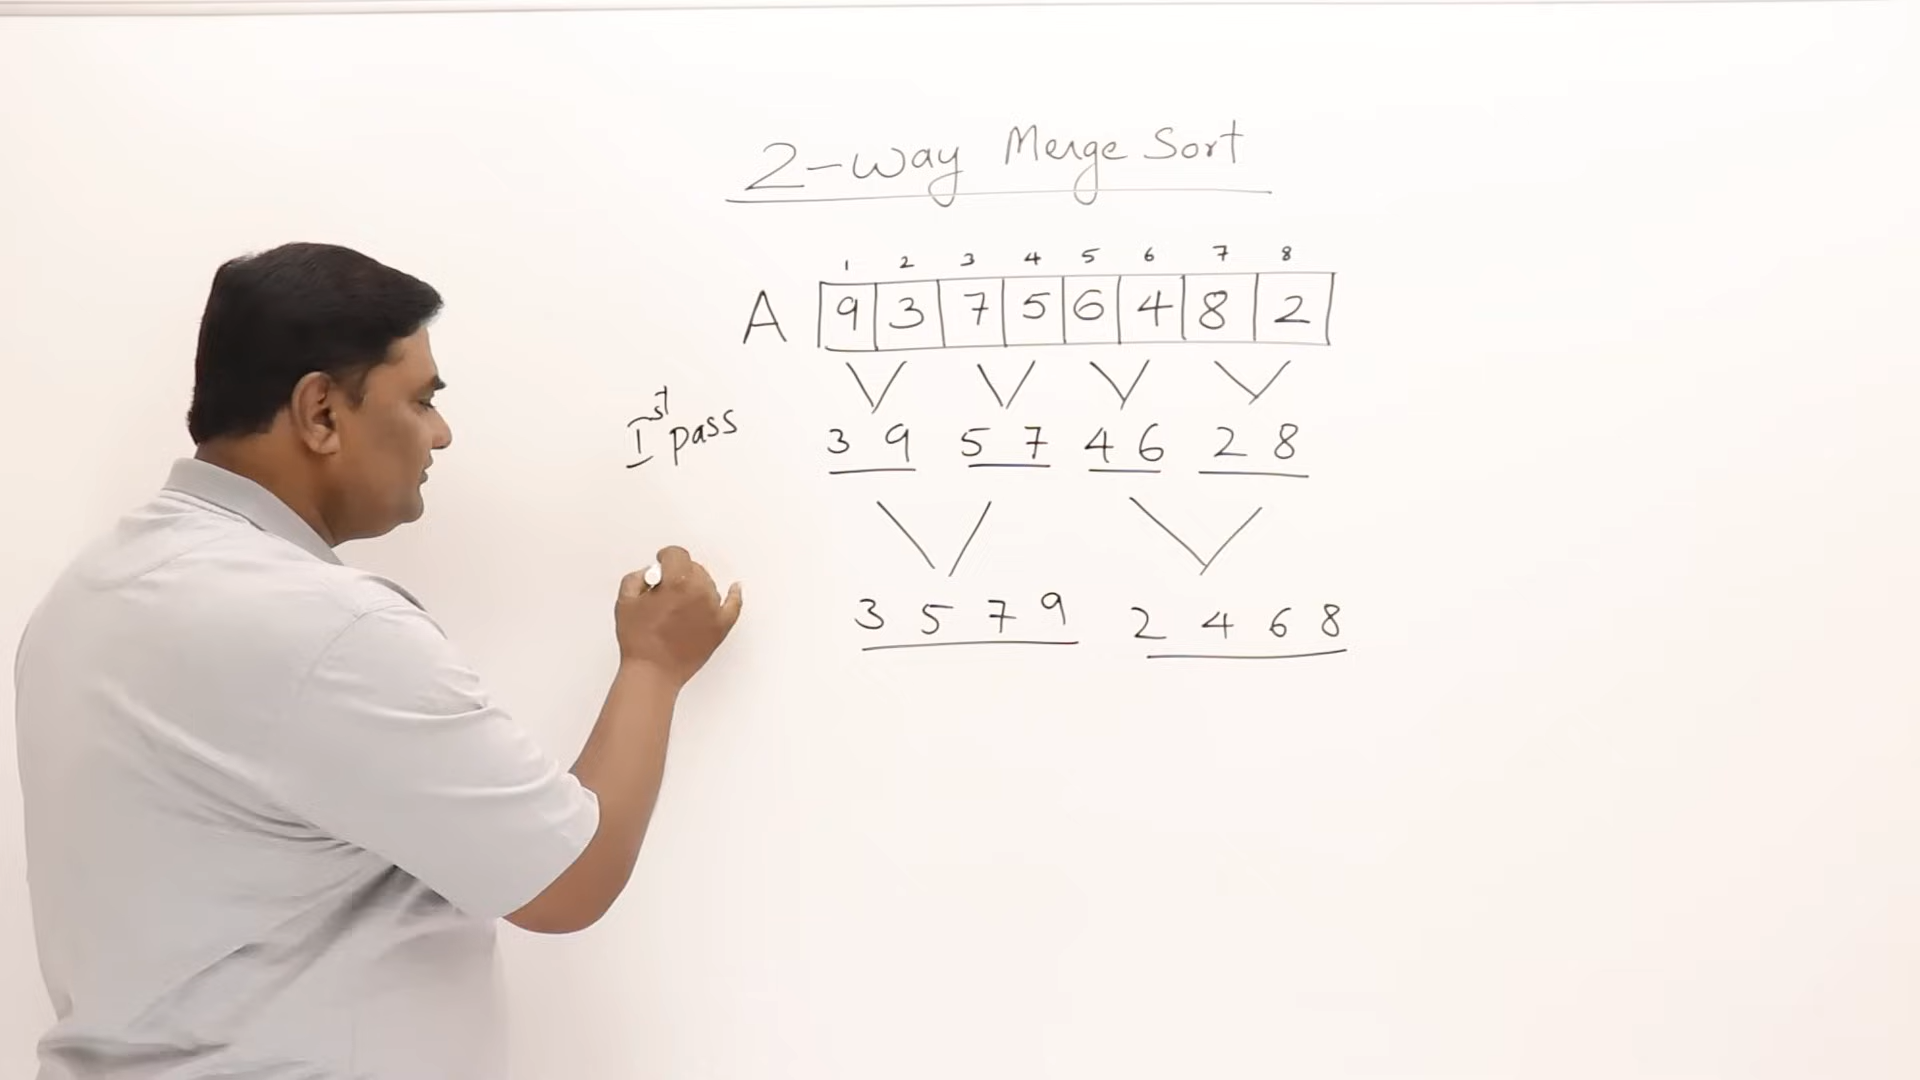 2-Way Merge Sort
1 2 3 4 5 6 7 8
A 9 3 7 5 6 4 8 2
Ist pass 3 9 5 7 4 6 2 8
3 5 7 9 2 4 6 8